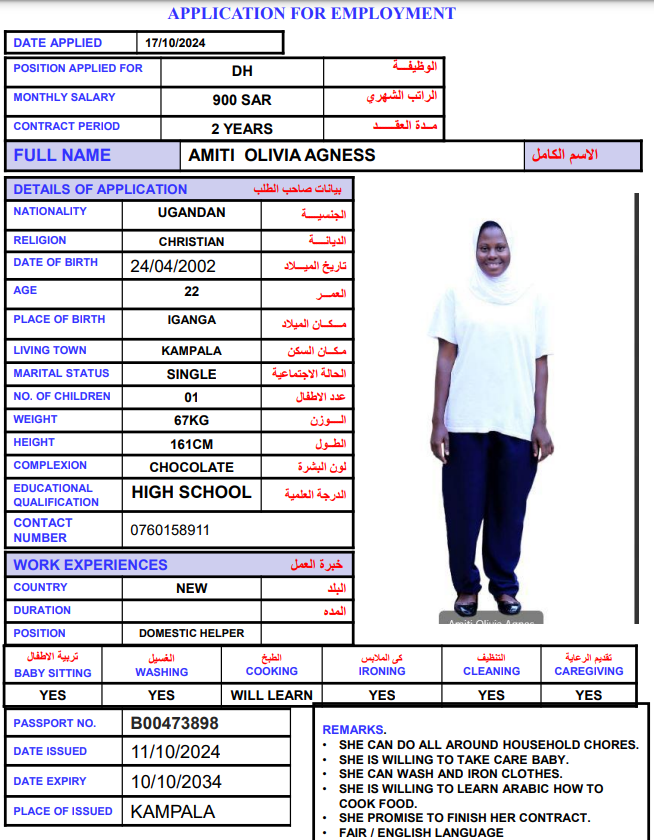 APPLICATION FOR EMPLOYMENT
DATE APPLIED 17/10/2024
POSITION APPLIED FOR DH الوظيفـــة
MONTHLY SALARY 900 SAR الراتب الشهري
CONTRACT PERIOD 2 YEARS مـدة العقـــد
FULL NAME AMITI OLIVIA AGNESS الاسم الكامل
DETAILS OF APPLICATION بيانات صاحب الطلب
NATIONALITY UGANDAN الجنسيـــة
RELIGION CHRISTIAN الديانـــة
DATE OF BIRTH 24/04/2002 تاريخ الميـــلاد
AGE 22 العمــر
PLACE OF BIRTH IGANGA مـكـــان الميلاد
LIVING TOWN KAMPALA مكـان السكن
MARITAL STATUS SINGLE الحالة الاجتماعية
NO. OF CHILDREN 01 عدد الاطفال
WEIGHT 67KG الـــوزن
HEIGHT 161CM الطــول
COMPLEXION CHOCOLATE لون البشرة
EDUCATIONAL QUALIFICATION HIGH SCHOOL الدرجة العلمية
CONTACT NUMBER 0760158911
WORK EXPERIENCES خبرة العمل
COUNTRY NEW البلد
DURATION المده
POSITION DOMESTIC HELPER
Amiti Olivia Agnes
تربية الاطفال الغسيل الطبخ كى الملابس التنظيف تقديم الرعاية
BABY SITTING WASHING COOKING IRONING CLEANING CAREGIVING
YES YES WILL LEARN YES YES YES
PASSPORT NO. B00473898
DATE ISSUED 11/10/2024
DATE EXPIRY 10/10/2034
PLACE OF ISSUED KAMPALA
REMARKS.
• SHE CAN DO ALL AROUND HOUSEHOLD CHORES.
• SHE IS WILLING TO TAKE CARE BABY.
• SHE CAN WASH AND IRON CLOTHES.
• SHE IS WILLING TO LEARN ARABIC HOW TO
COOK FOOD.
• SHE PROMISE TO FINISH HER CONTRACT.
• FAIR / ENGLISH LANGUAGE